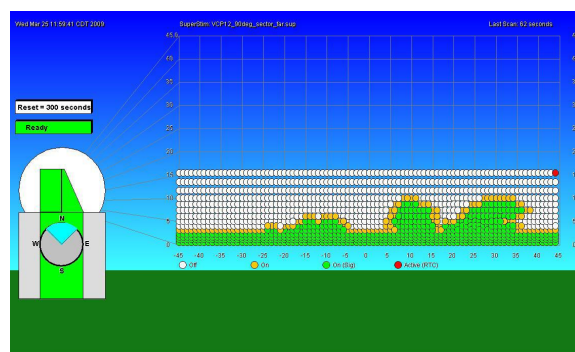 Wed Mar 25 11:59:41 CDT 2009
SuperStim: VCP12_90deg_sector_far.sup
Last Scan: 62 seconds
45.0
40
35
30
25
20
15
10
5
0
Reset = 300 seconds
Ready
N
W E
S
-45 -40 -35 -30 -25 -20 -15 -10 -5 0 5 10 15 20 25 30 35 40 45
Off On On (Sig) Active (RTC)